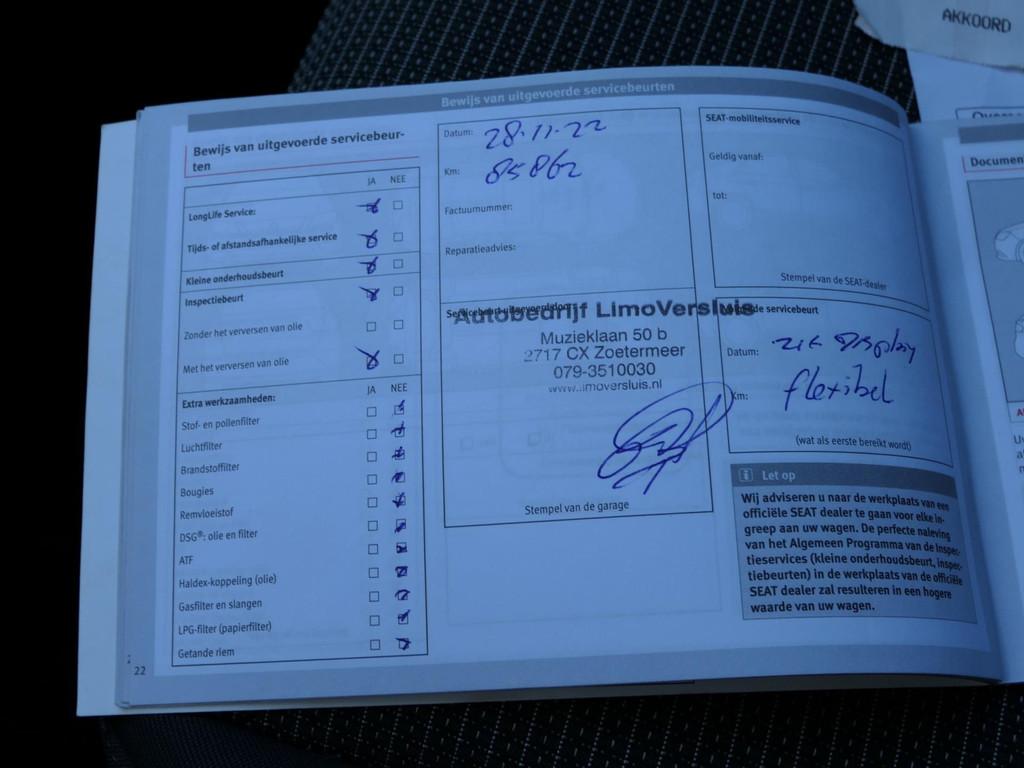 AKKOORD
Bewijs van uitgevoerde servicebeurten
Bewijs van uitgevoerde servicebeur-
ten
JA NEE
LongLife Service:
Tijds- of afstandsafhankelijke service
Kleine onderhoudsbeurt
Inspectiebeurt
Zonder het verversen van olie
Met het verversen van olie
Extra werkzaamheden: JA NEE
Stof- en pollenfilter
Luchtfilter
Brandstoffilter
Bougies
Remvloeistof
DSG®: olie en filter
ATF
Haldex-koppeling (olie)
Gasfilter en slangen
LPG-filter (papierfilter)
Getande riem
22
Datum: 28-11-22
Km: 85862
Factuurnummer:
Reparatieadvies:
Servicebeurt uitgevoerd door:
Autobedrijf LimoVersluis
Muzieklaan 50 b
2717 CX Zoetermeer
079-3510030
www.limoversluis.nl
Stempel van de garage
SEAT-mobiliteitsservice
Geldig vanaf:
tot:
Stempel van de SEAT-dealer
servicebeurt
Datum: zie display
Km: flexibel
(wat als eerste bereikt wordt)
i Let op
Wij adviseren u naar de werkplaats van een
officiële SEAT dealer te gaan voor elke in-
greep aan uw wagen. De perfecte naleving
van het Algemeen Programma van de Inspec-
tieservices (kleine onderhoudsbeurt, inspec-
tiebeurten) in de werkplaats van de officiële
SEAT dealer zal resulteren in een hogere
waarde van uw wagen.
Documen